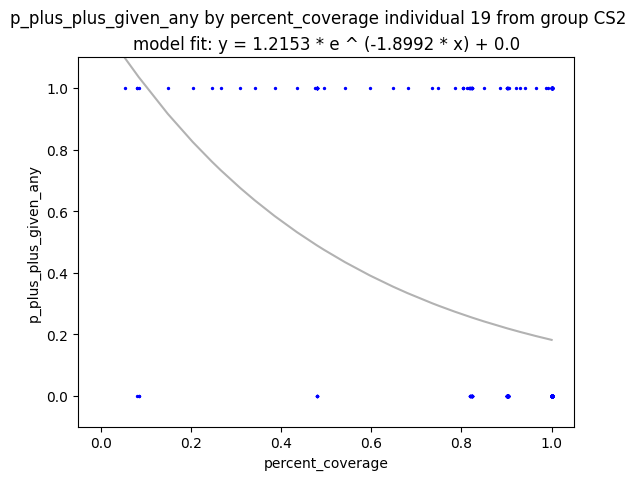 p_plus_plus_given_any by percent_coverage individual 19 from group CS2
model fit: y = 1.2153 * e ^ (-1.8992 * x) + 0.0
1.0
0.8
0.6
0.4
0.2
0.0
p_plus_plus_given_any
0.0 0.2 0.4 0.6 0.8 1.0
percent_coverage